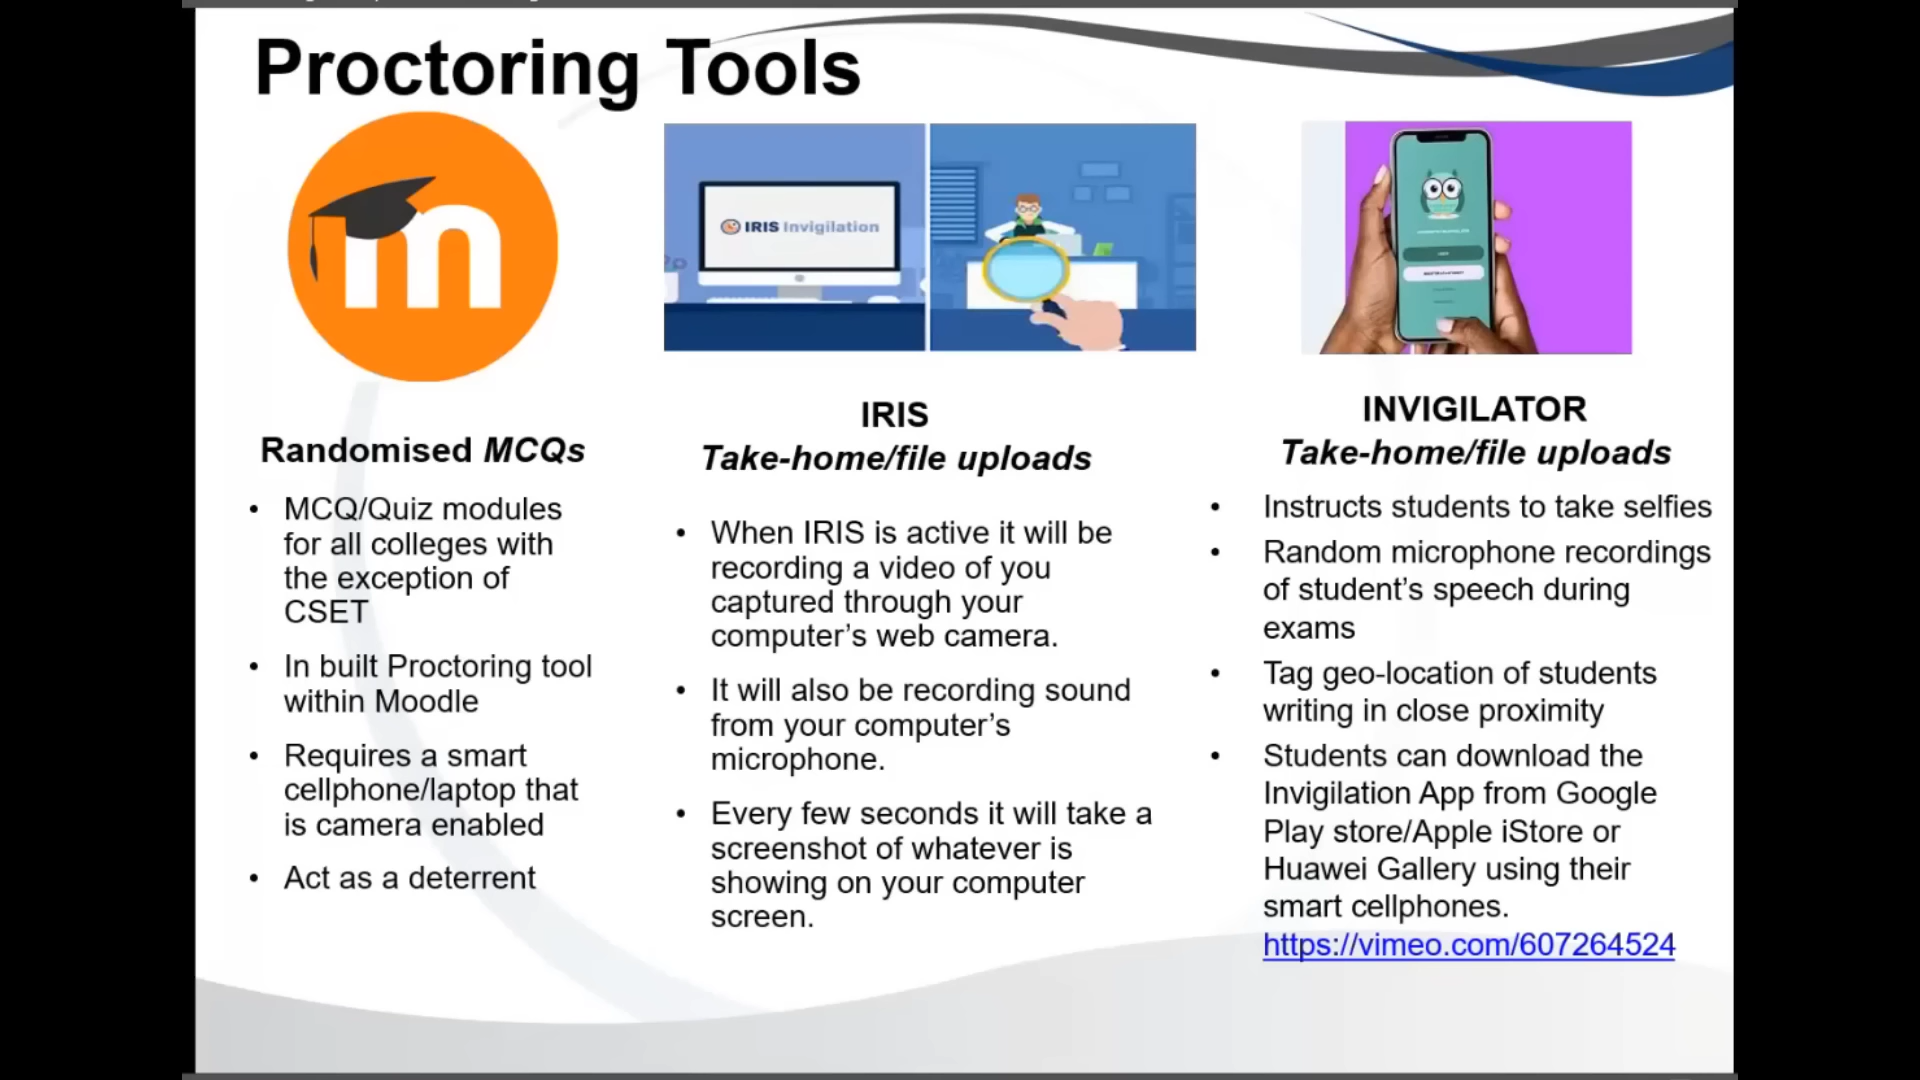 Proctoring Tools
m
IRIS Invigilation
Randomised MCQs
• MCQ/Quiz modules
for all colleges with
the exception of
CSET
• In built Proctoring tool
within Moodle
• Requires a smart
cellphone/laptop that
is camera enabled
• Act as a deterrent
IRIS
Take-home/file uploads
• When IRIS is active it will be
recording a video of you
captured through your
computer’s web camera.
• It will also be recording sound
from your computer’s
microphone.
• Every few seconds it will take a
screenshot of whatever is
showing on your computer
screen.
INVIGILATOR
Take-home/file uploads
• Instructs students to take selfies
• Random microphone recordings
of student’s speech during
exams
• Tag geo-location of students
writing in close proximity
• Students can download the
Invigilation App from Google
Play store/Apple iStore or
Huawei Gallery using their
smart cellphones.
https://vimeo.com/607264524